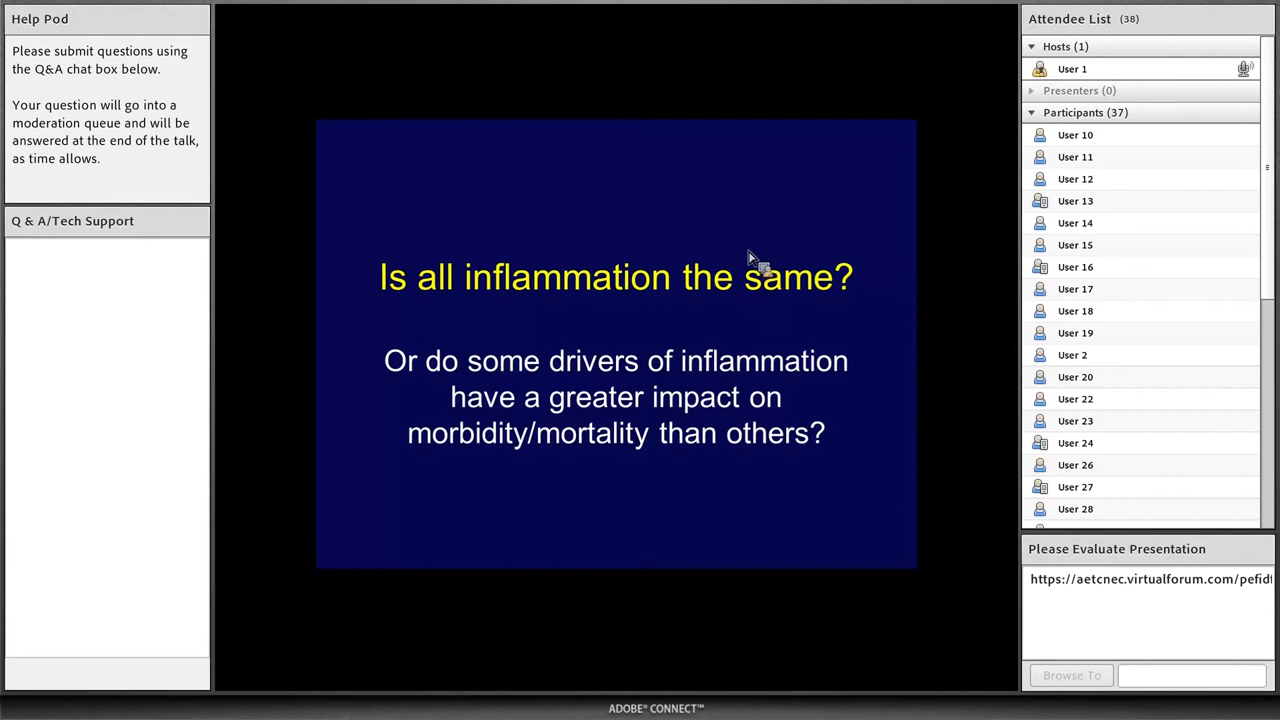 Help Pod
Please submit questions using
the Q&A chat box below.
Your question will go into a
moderation queue and will be
answered at the end of the talk,
as time allows.
Q & A/Tech Support
Is all inflammation the same?
Or do some drivers of inflammation
have a greater impact on
morbidity/mortality than others?
Attendee List (38)
Hosts (1)
User 1
Presenters (0)
Participants (37)
User 10
User 11
User 12
User 13
User 14
User 15
User 16
User 17
User 18
User 19
User 2
User 20
User 22
User 23
User 24
User 26
User 27
User 28
Please Evaluate Presentation
https://aetcnec.virtualforum.com/pefidf
Browse To
ADOBE® CONNECT™